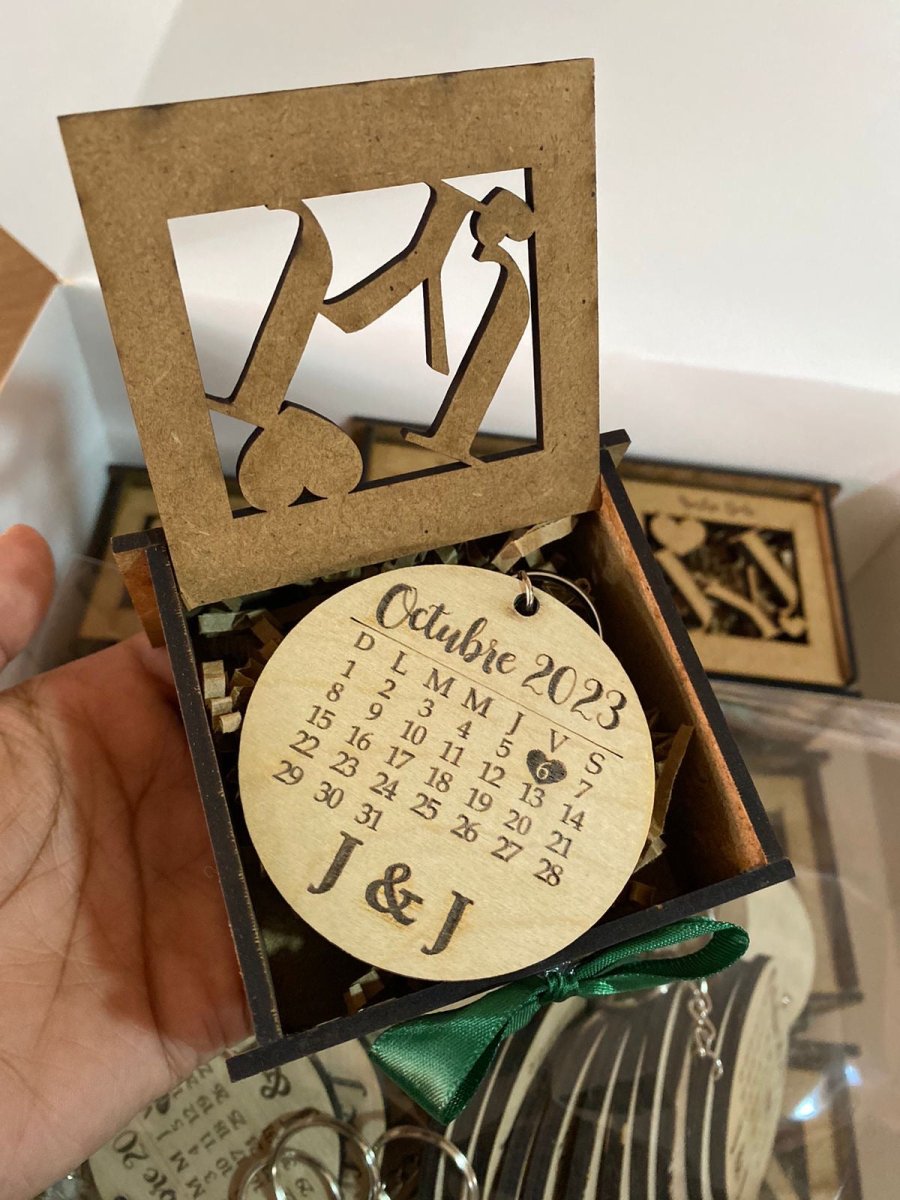 Octubre 2023
D L M M J V S
1 2 3 4 5 6 7
8 9 10 11 12 13 14
15 16 17 18 19 20 21
22 23 24 25 26 27 28
29 30 31
J & J